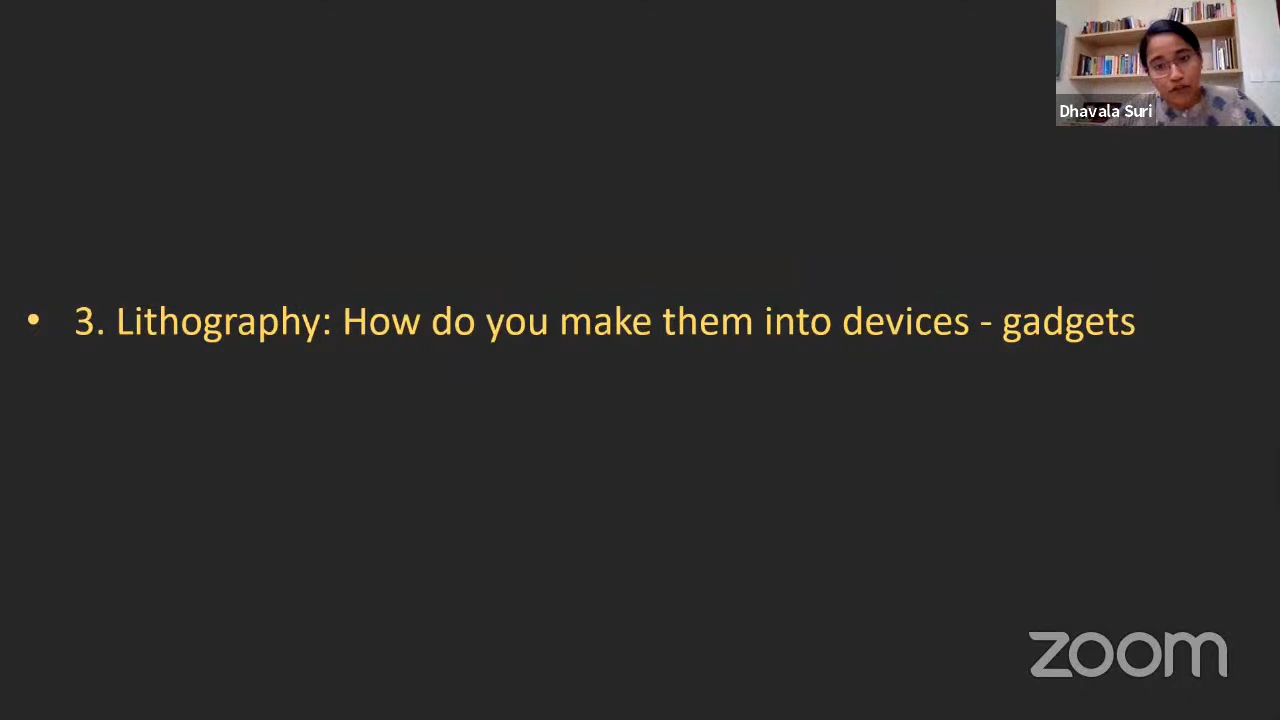 Dhavala Suri
• 3. Lithography: How do you make them into devices - gadgets
zoom